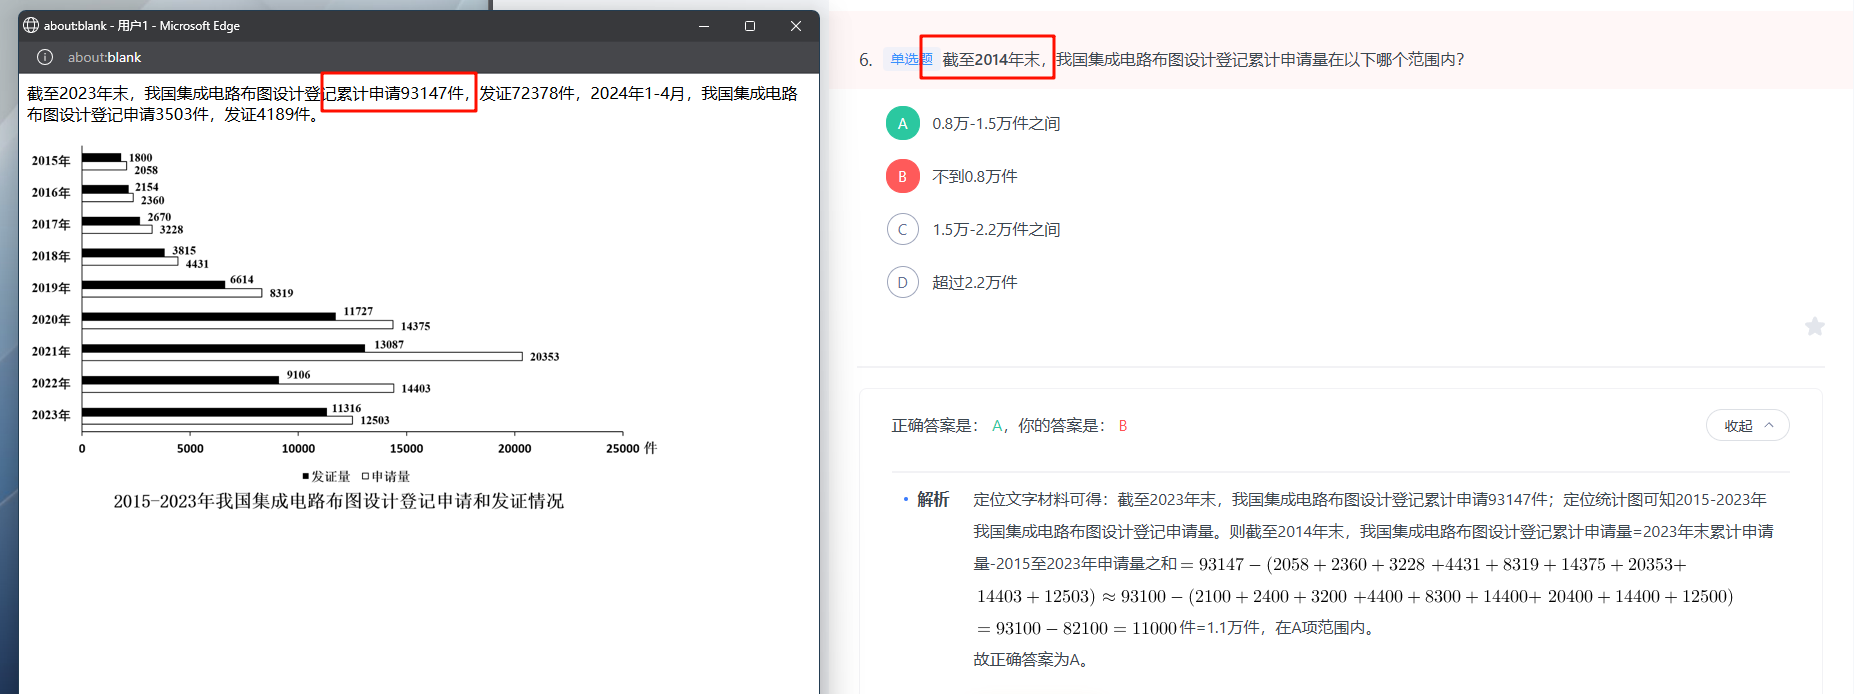 about:blank - 用户1 - Microsoft Edge
about:blank
截至2023年末，我国集成电路布图设计登记累计申请93147件，发证72378件，2024年1-4月，我国集成电路
布图设计登记申请3503件，发证4189件。
2015年 1800
2058
2016年 2154
2360
2017年 2670
3228
2018年 3815
4431
2019年 6614
8319
2020年 11727
14375
2021年 13087
20353
2022年 9106
14403
2023年 11316
12503
0 5000 10000 15000 20000 25000 件
■发证量 □申请量
2015-2023年我国集成电路布图设计登记申请和发证情况
6. 单选题 截至2014年末，我国集成电路布图设计登记累计申请量在以下哪个范围内?
A 0.8万-1.5万件之间
B 不到0.8万件
C 1.5万-2.2万件之间
D 超过2.2万件
正确答案是： A，你的答案是： B
收起
• 解析 定位文字材料可得：截至2023年末，我国集成电路布图设计登记累计申请93147件；定位统计图可知2015-2023年
我国集成电路布图设计登记申请量。则截至2014年末，我国集成电路布图设计登记累计申请量=2023年末累计申请
量-2015至2023年申请量之和 = 93147 − (2058 + 2360 + 3228 +4431 + 8319 + 14375 + 20353+
14403 + 12503) ≈ 93100 − (2100 + 2400 + 3200 +4400 + 8300 + 14400+ 20400 + 14400 + 12500)
= 93100 − 82100 = 11000件=1.1万件，在A项范围内。
故正确答案为A。